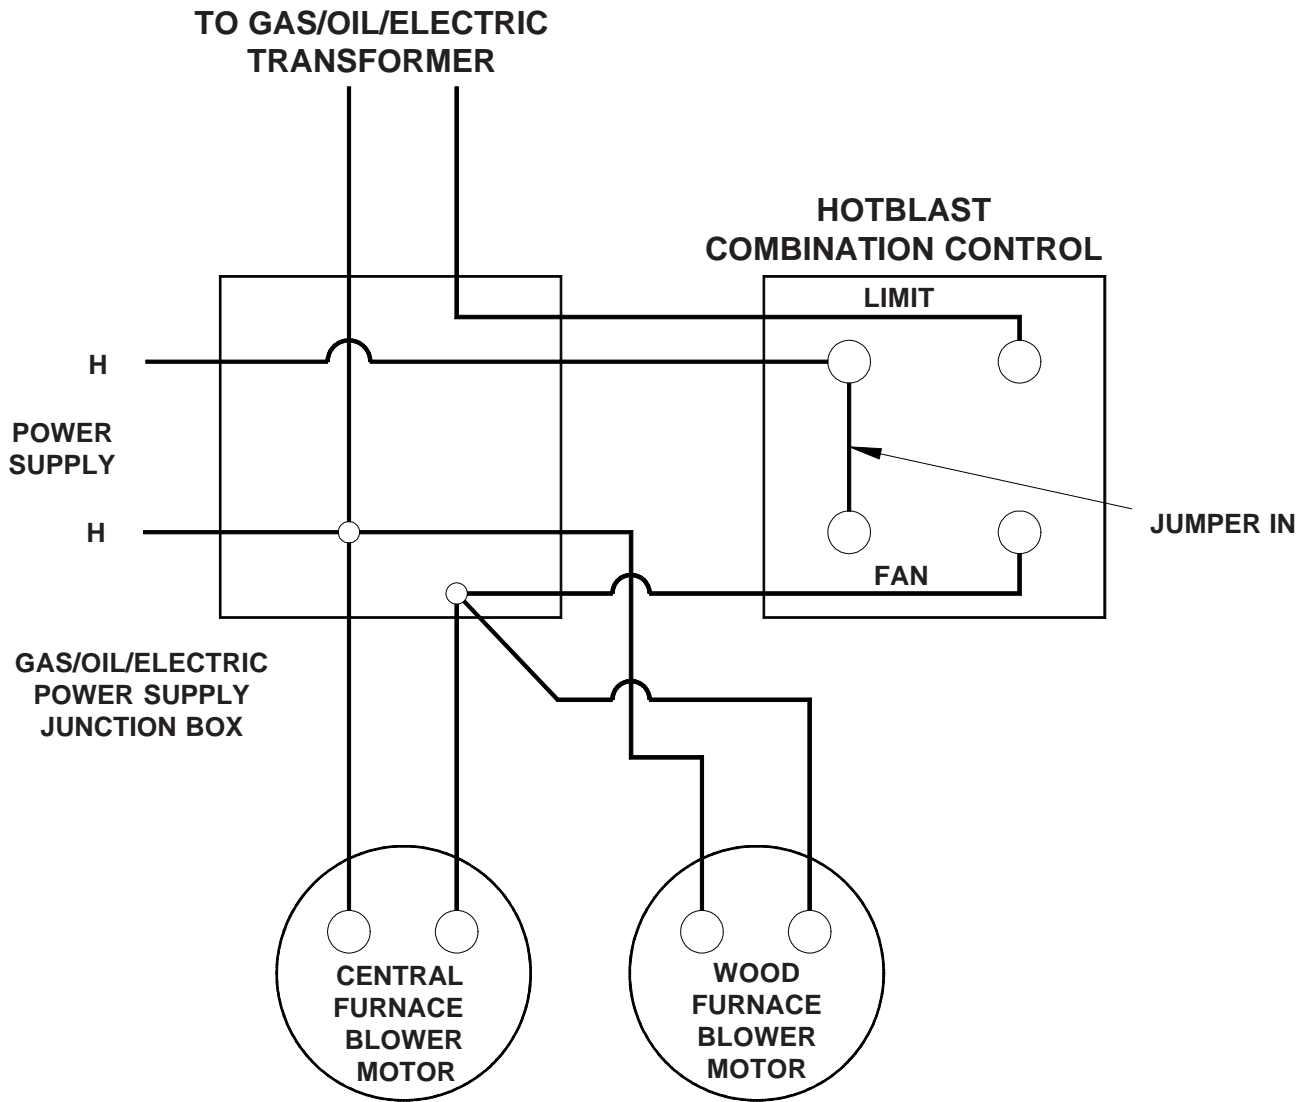 TO GAS/OIL/ELECTRIC
TRANSFORMER
HOTBLAST
COMBINATION CONTROL
LIMIT
H
POWER
SUPPLY
H
JUMPER IN
FAN
GAS/OIL/ELECTRIC
POWER SUPPLY
JUNCTION BOX
CENTRAL
FURNACE
BLOWER
MOTOR
WOOD
FURNACE
BLOWER
MOTOR